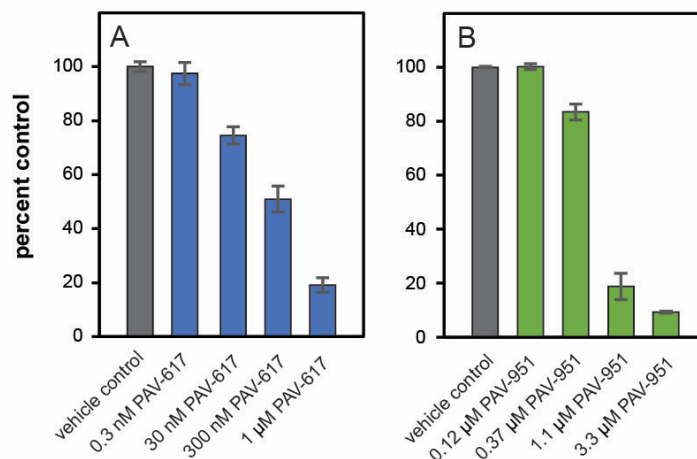 A
percent control
100
80
60
40
20
0
vehicle control
0.3 nM PAV-617
30 nM PAV-617
300 nM PAV-617
1 µM PAV-617
B
100
80
60
40
20
0
vehicle control
0.12 µM PAV-951
0.37 µM PAV-951
1.1 µM PAV-951
3.3 µM PAV-951